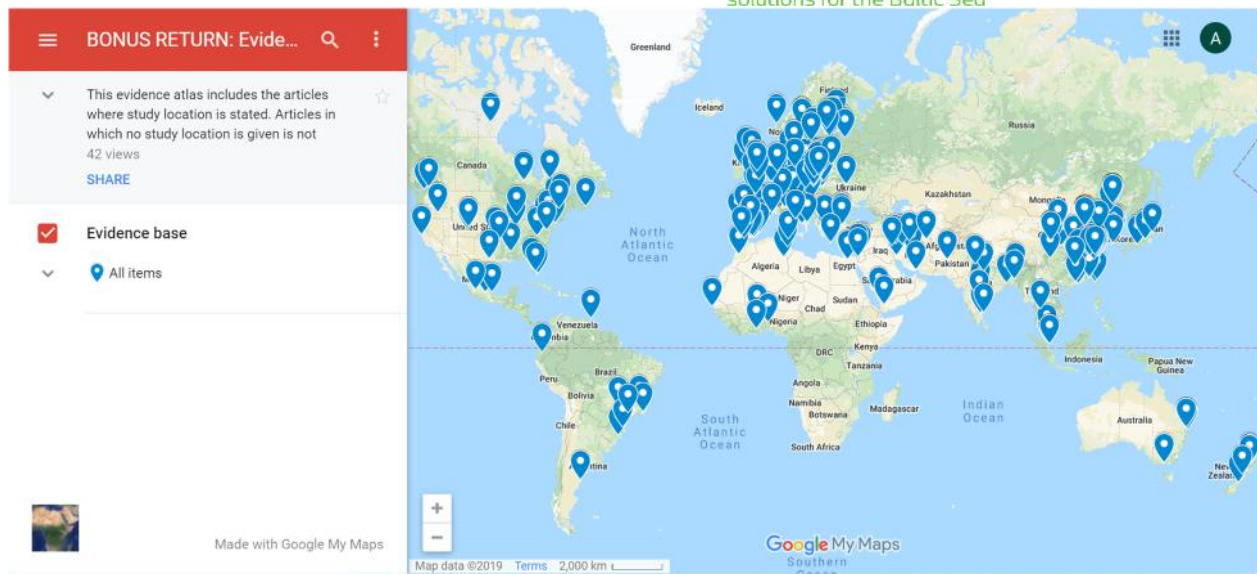 solutions for the Baltic Sea
BONUS RETURN: Evide...
This evidence atlas includes the articles
where study location is stated. Articles in
which no study location is given is not
42 views
SHARE
Evidence base
All items
Made with Google My Maps
A
Greenland
Iceland
Finland
Russia
Canada
Ukraine
Kazakhstan
North
Atlantic
Ocean
Iraq
Pakistan
Algeria
Libya
Egypt
Niger
Chad
Sudan
Nigeria
Ethiopia
Venezuela
DRC
Kenya
Tanzania
Indonesia
Papua New
Guinea
Brazil
Peru
Bolivia
Angola
Namibia
Botswana
Madagascar
Indian
Ocean
Australia
South
Atlantic
Ocean
Chile
South Africa
Google My Maps
Southern
Map data ©2019 Terms 2,000 km